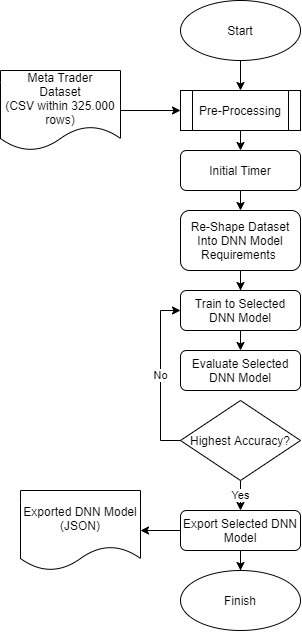 Start
Meta Trader
Dataset
(CSV within 325.000
rows)
Pre-Processing
Initial Timer
Re-Shape Dataset
Into DNN Model
Requirements
Train to Selected
DNN Model
Evaluate Selected
DNN Model
No
Highest Accuracy?
Yes
Export Selected DNN
Model
Exported DNN Model
(JSON)
Finish